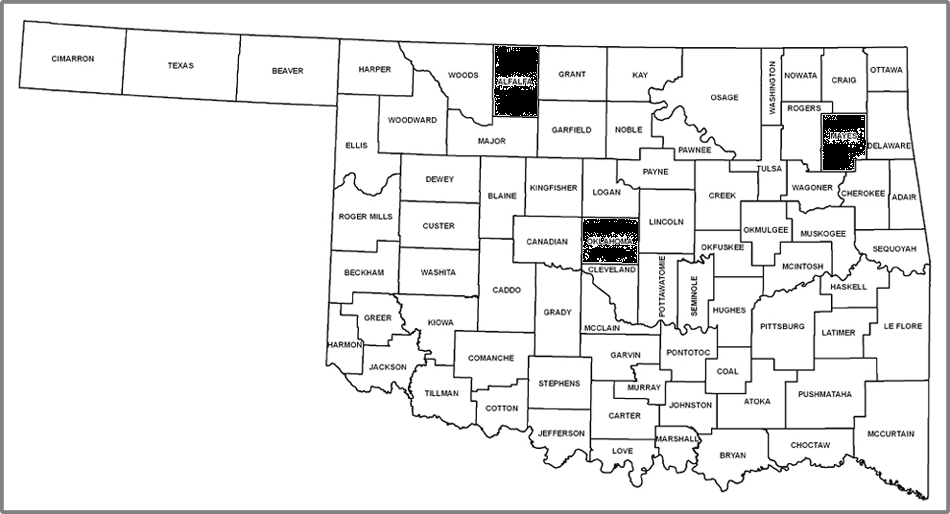 CIMARRON
TEXAS
BEAVER
HARPER
WOODS
ALFALFA
GRANT
KAY
OSAGE
WASHINGTON
NOWATA
CRAIG
OTTAWA
ROGERS
WOODWARD
ELLIS
MAJOR
GARFIELD
NOBLE
PAWNEE
MAYES
DELAWARE
DEWEY
BLAINE
KINGFISHER
LOGAN
PAYNE
TULSA
CREEK
WAGONER
CHEROKEE
ADAIR
ROGER MILLS
CUSTER
CANADIAN
OKLAHOMA
LINCOLN
OKMULGEE
MUSKOGEE
OKFUSKEE
SEQUOYAH
BECKHAM
WASHITA
CADDO
CLEVELAND
POTTAWATOMIE
SEMINOLE
MCINTOSH
HASKELL
GREER
KIOWA
GRADY
MCCLAIN
HUGHES
PITTSBURG
LATIMER
LE FLORE
HARMON
JACKSON
COMANCHE
GARVIN
PONTOTOC
COAL
TILLMAN
STEPHENS
MURRAY
COTTON
CARTER
JOHNSTON
ATOKA
PUSHMATAHA
JEFFERSON
LOVE
MARSHALL
BRYAN
CHOCTAW
MCCURTAIN